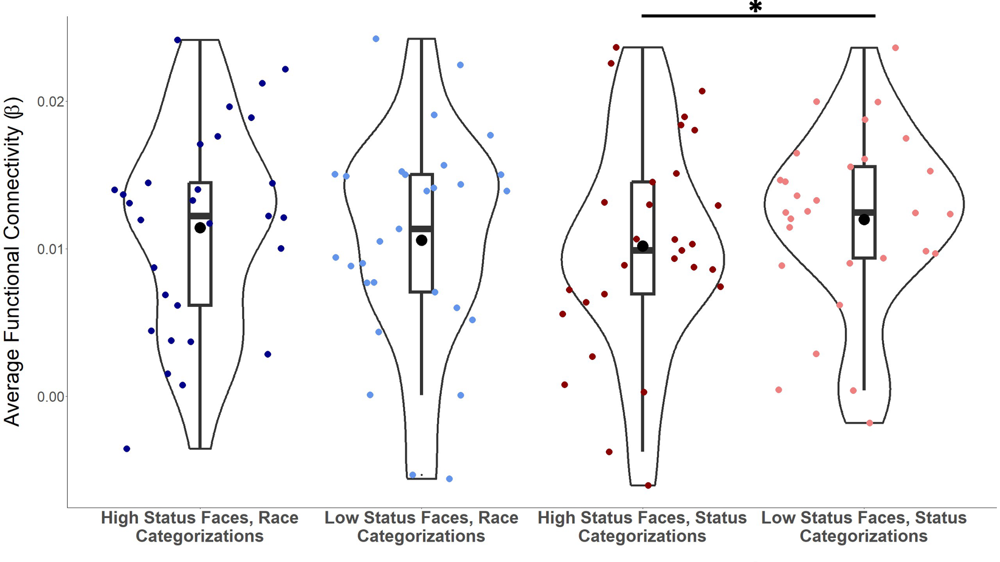 *
Average Functional Connectivity (β)
0.02
0.01
0.00
High Status Faces, Race
Categorizations
Low Status Faces, Race
Categorizations
High Status Faces, Status
Categorizations
Low Status Faces, Status
Categorizations